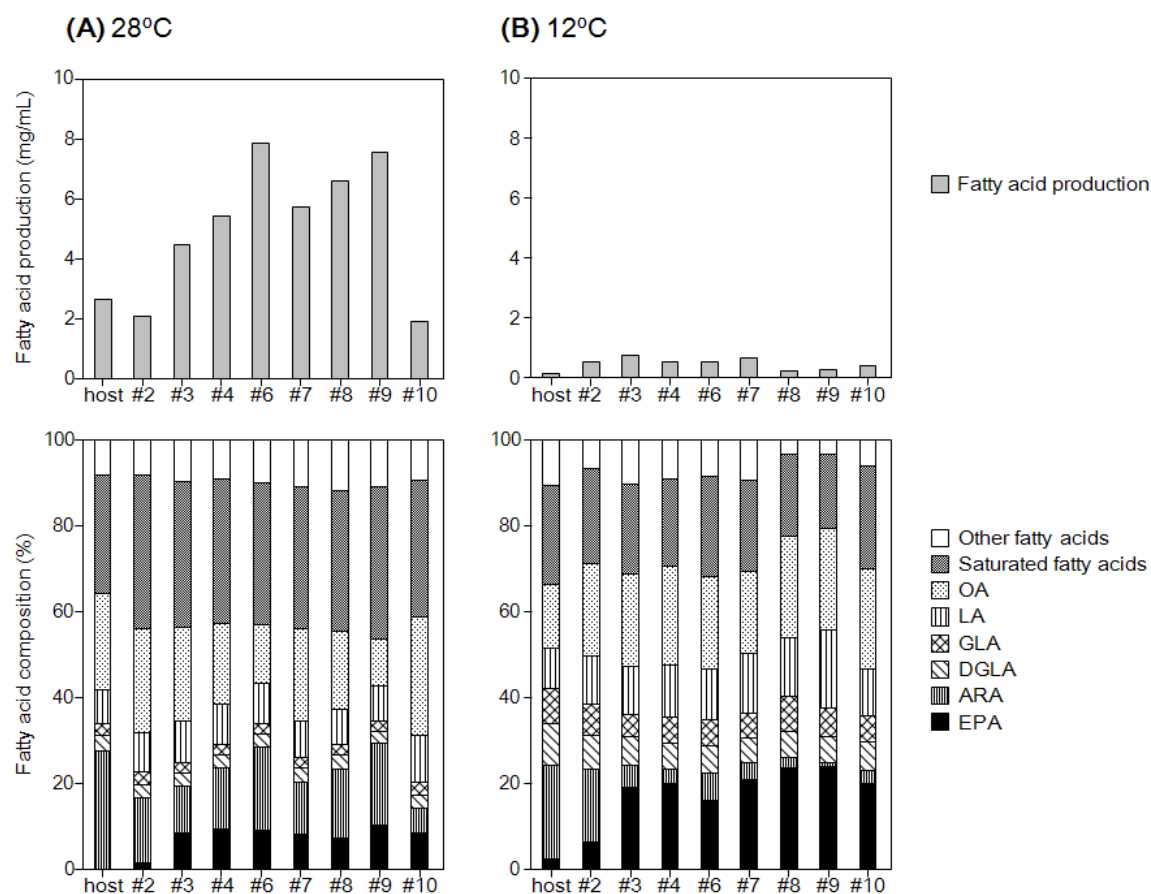 (A) 28ºC
(B) 12ºC
Fatty acid production (mg/mL)
10
8
6
4
2
0
host #2 #3 #4 #6 #7 #8 #9 #10
10
8
6
4
2
0
host #2 #3 #4 #6 #7 #8 #9 #10
Fatty acid production
Fatty acid composition (%)
100
80
60
40
20
0
host #2 #3 #4 #6 #7 #8 #9 #10
100
80
60
40
20
0
host #2 #3 #4 #6 #7 #8 #9 #10
Other fatty acids
Saturated fatty acids
OA
LA
GLA
DGLA
ARA
EPA